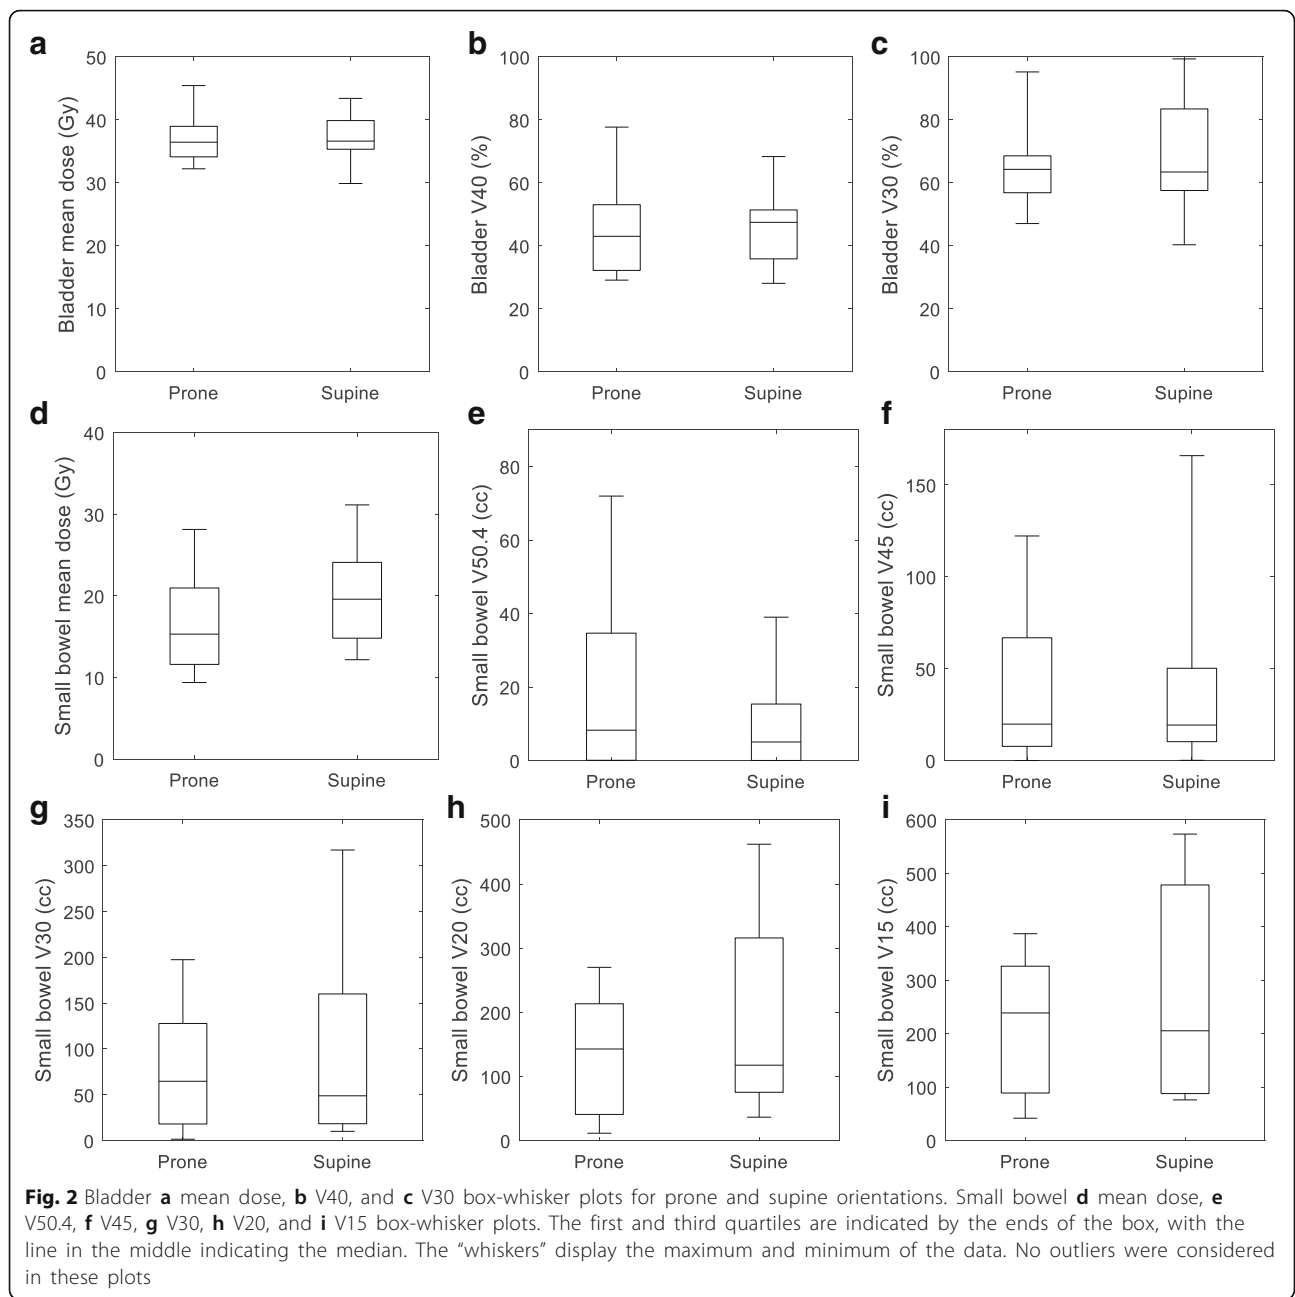 a
50
40
30
20
10
0
Bladder mean dose (Gy)
Prone Supine
b
100
80
60
40
20
0
Bladder V40 (%)
Prone Supine
c
100
80
60
40
20
0
Bladder V30 (%)
Prone Supine
d
40
30
20
10
0
Small bowel mean dose (Gy)
Prone Supine
e
80
60
40
20
0
Small bowel V50.4 (cc)
Prone Supine
f
150
100
50
0
Small bowel V45 (cc)
Prone Supine
g
350
300
250
200
150
100
50
0
Small bowel V30 (cc)
Prone Supine
h
500
400
300
200
100
0
Small bowel V20 (cc)
Prone Supine
i
600
500
400
300
200
100
0
Small bowel V15 (cc)
Prone Supine
Fig. 2 Bladder a mean dose, b V40, and c V30 box-whisker plots for prone and supine orientations. Small bowel d mean dose, e
V50.4, f V45, g V30, h V20, and i V15 box-whisker plots. The first and third quartiles are indicated by the ends of the box, with the
line in the middle indicating the median. The “whiskers” display the maximum and minimum of the data. No outliers were considered
in these plots